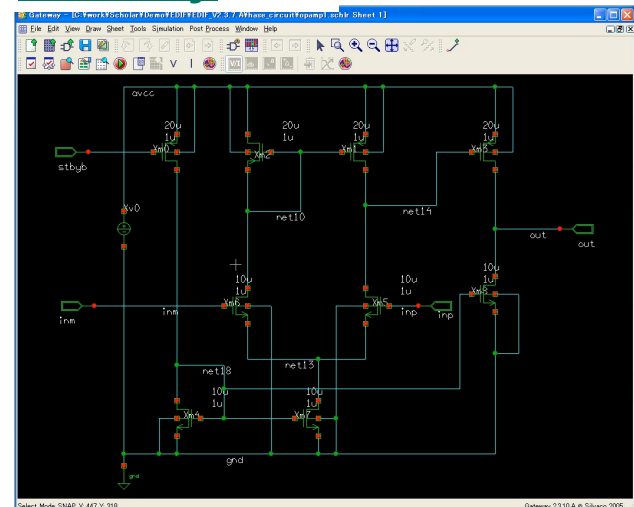 Gateway - [C:¥work¥Scholar¥Demo¥EDIF¥EDIF_V2.3.7 A¥hase_circuit¥opamp1.schlr Sheet 1]
File Edit View Draw Sheet Tools Simulation Post Process Window Help
V I
avcc
20u 20u 20u 20u
1u 1u 1u 1u
stbyb Xm0 Xm2 Xm1
net10 net14
Xv0
out
out
10u 10u 10u
1u 1u 1u
inm inm Xm6 Xm5 inp inp
net18 net13
10u 10u
1u 1u
Xm4 Xm7
gnd
gnd
Select Mode SNAP X: 447 Y: 318 Gateway 2.3.10.A © Silvaco 2005